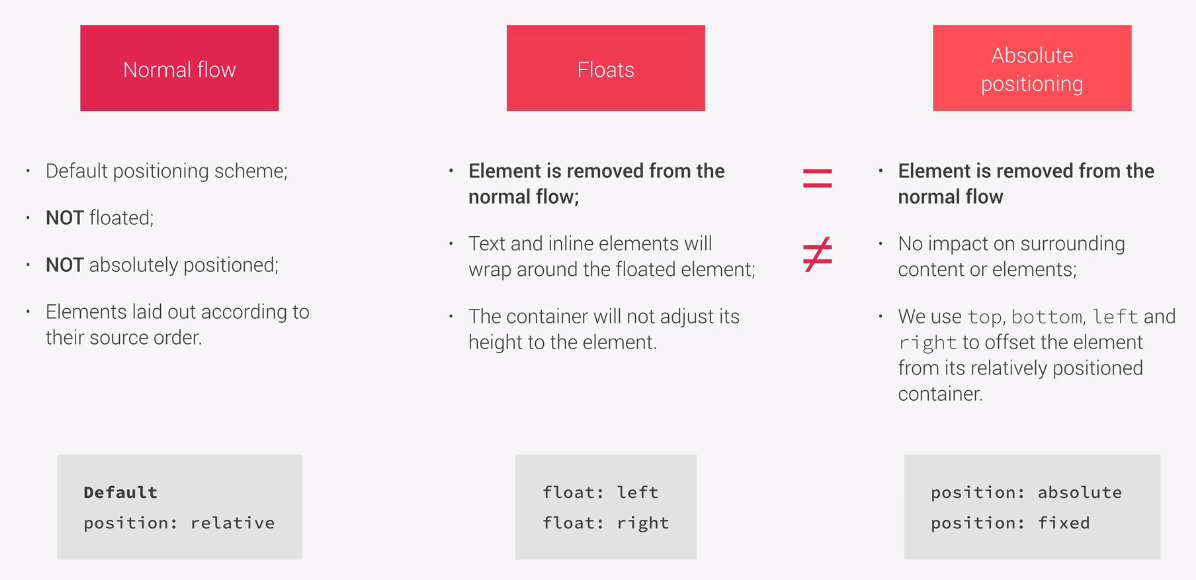 Normal flow
• Default positioning scheme;
• NOT floated;
• NOT absolutely positioned;
• Elements laid out according to
their source order.
Default
position: relative
Floats
• Element is removed from the
normal flow;
• Text and inline elements will
wrap around the floated element;
• The container will not adjust its
height to the element.
float: left
float: right
=
≠
Absolute
positioning
• Element is removed from the
normal flow
• No impact on surrounding
content or elements;
• We use top, bottom, left and
right to offset the element
from its relatively positioned
container.
position: absolute
position: fixed